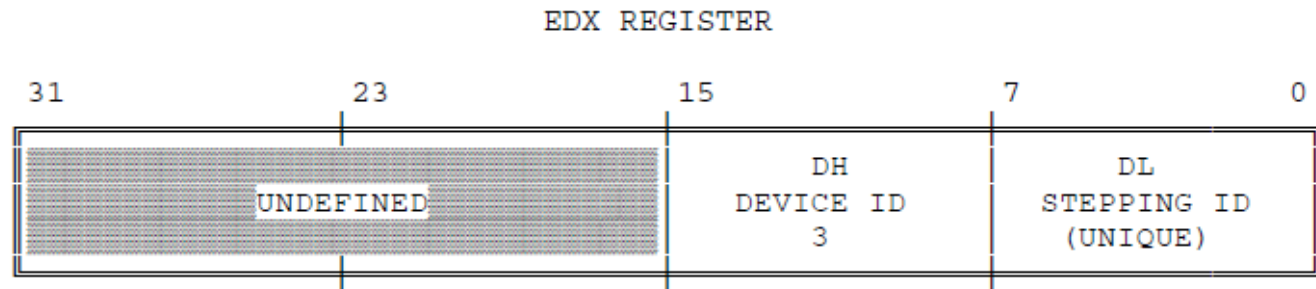 EDX REGISTER
31 23 15 7 0
DH DL
UNDEFINED DEVICE ID STEPPING ID
3 (UNIQUE)